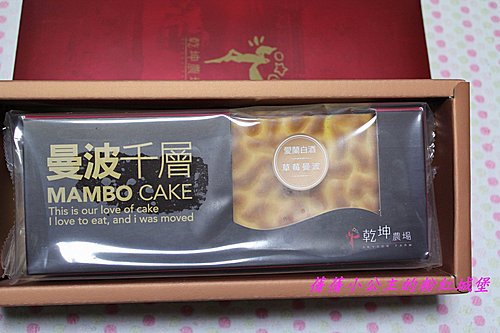 乾坤農場
曼波千層
MAMBO CAKE
This is our love of cake
I love to eat, and i was moved
愛蘭白酒
草莓曼波
乾坤農場